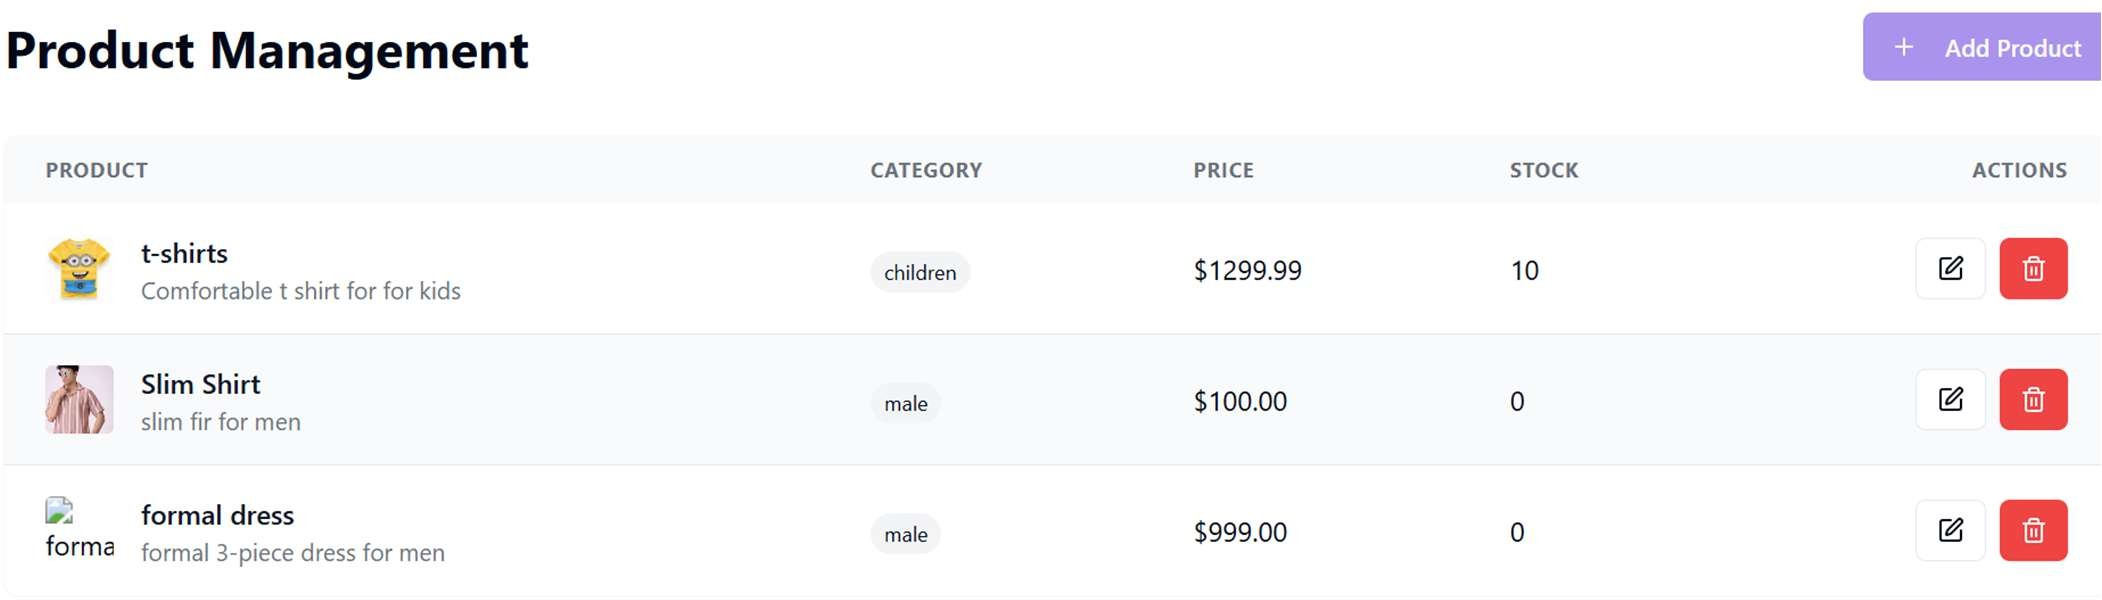 Product Management
+ Add Product
PRODUCT CATEGORY PRICE STOCK ACTIONS
t-shirts
Comfortable t shirt for for kids
children $1299.99 10
Slim Shirt
slim fir for men
male $100.00 0
forma
formal dress
formal 3-piece dress for men
male $999.00 0